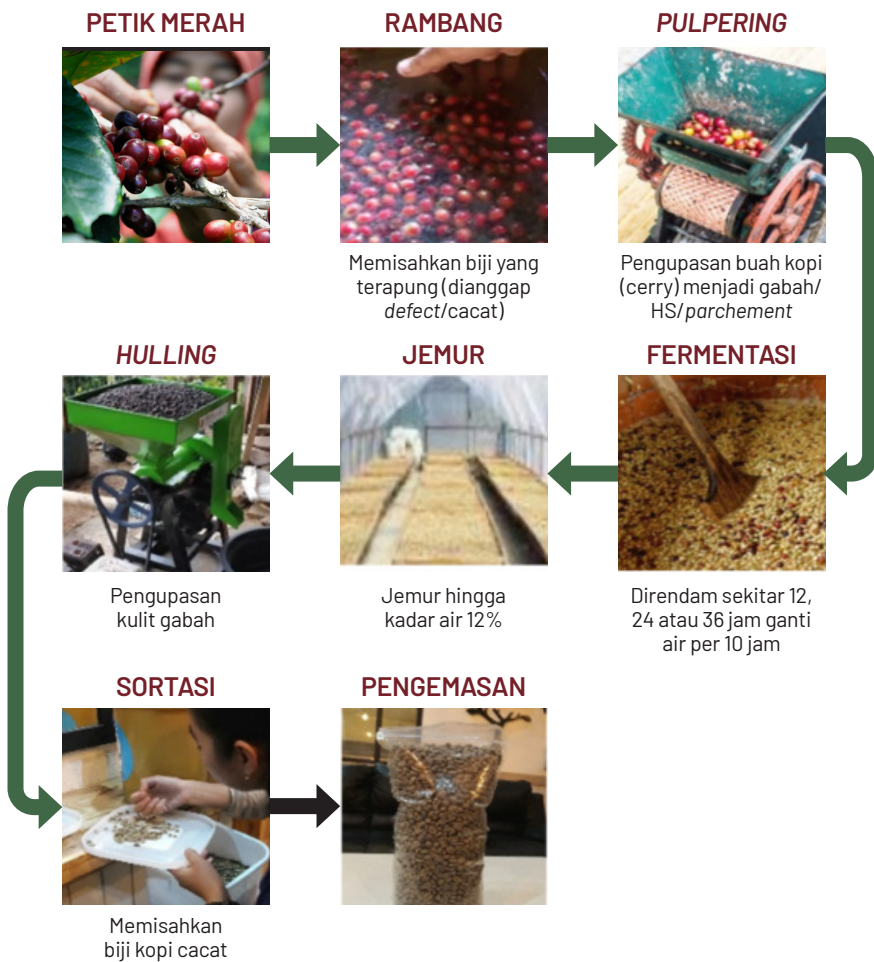 PETIK MERAH
RAMBANG
PULPERING
Memisahkan biji yang
terapung (dianggap
defect/cacat)
Pengupasan buah kopi
(cerry) menjadi gabah/
HS/parchement
HULLING
JEMUR
FERMENTASI
Pengupasan
kulit gabah
Jemur hingga
kadar air 12%
Direndam sekitar 12,
24 atau 36 jam ganti
air per 10 jam
SORTASI
PENGEMASAN
Memisahkan
biji kopi cacat